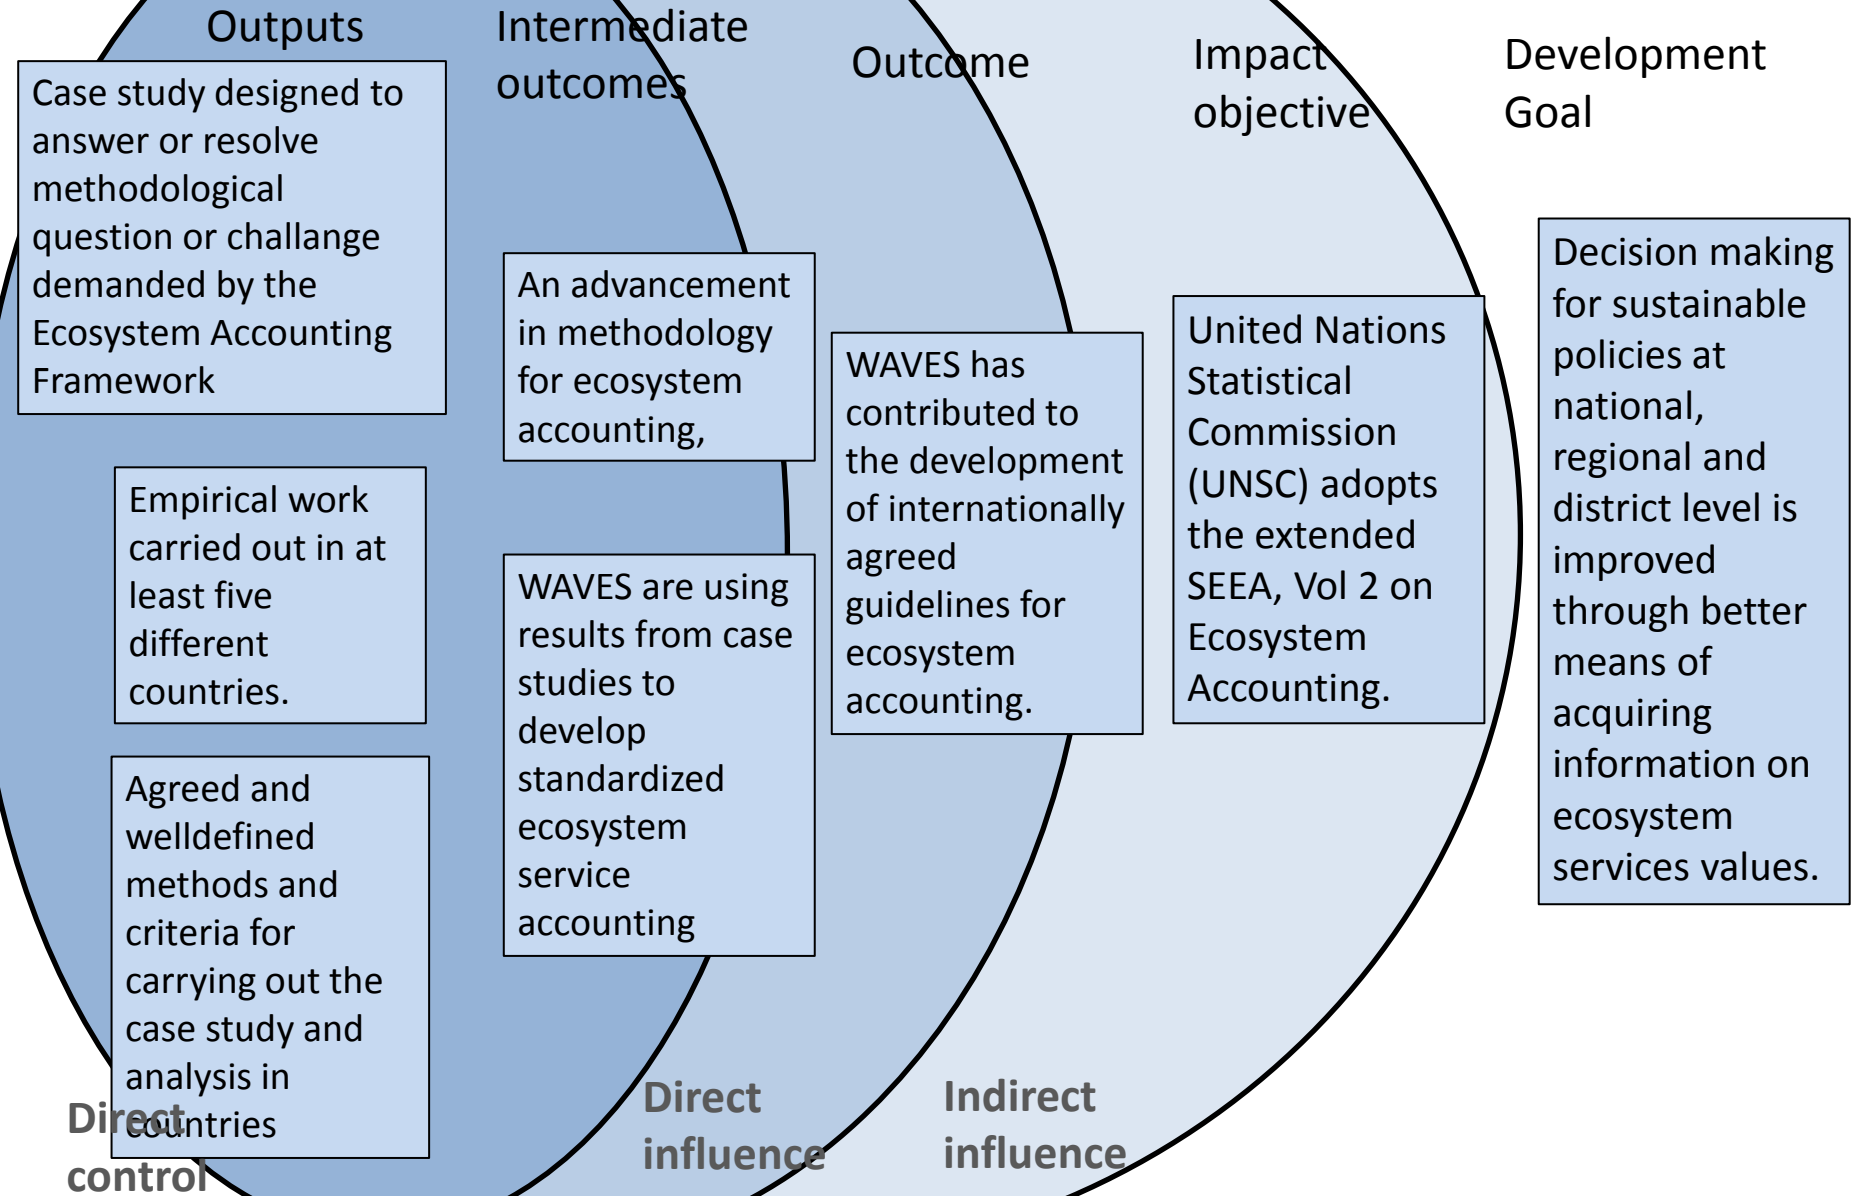 Outputs
Case study designed to
answer or resolve
methodological
question or challange
demanded by the
Ecosystem Accounting
Framework
Empirical work
carried out in at
least five
different
countries.
Agreed and
welldefined
methods and
criteria for
carrying out the
case study and
analysis in
countries
Direct
control
Intermediate
outcomes
An advancement
in methodology
for ecosystem
accounting,
WAVES are using
results from case
studies to
develop
standardized
ecosystem
service
accounting
Direct
influence
Outcome
WAVES has
contributed to
the development
of internationally
agreed
guidelines for
ecosystem
accounting.
Indirect
influence
Impact
objective
United Nations
Statistical
Commission
(UNSC) adopts
the extended
SEEA, Vol 2 on
Ecosystem
Accounting.
Development
Goal
Decision making
for sustainable
policies at
national,
regional and
district level is
improved
through better
means of
acquiring
information on
ecosystem
services values.